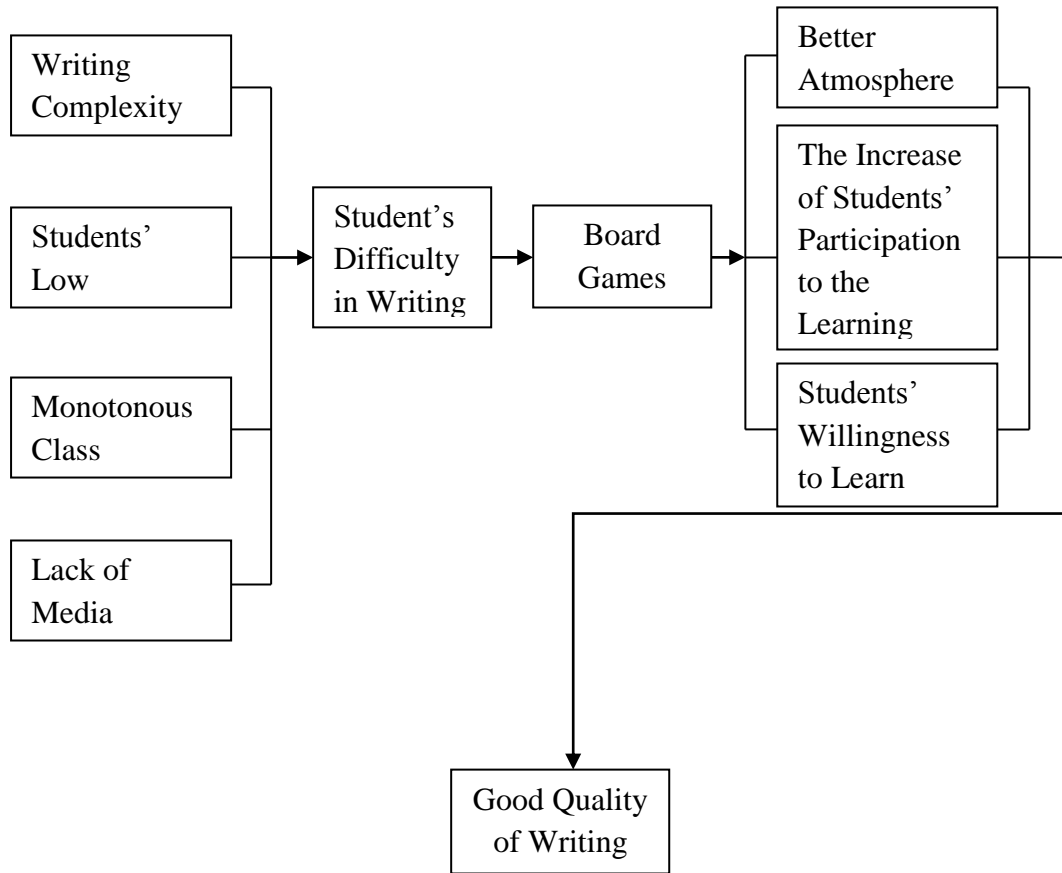 Writing
Complexity
Students’
Low
Monotonous
Class
Lack of
Media
Student’s
Difficulty
in Writing
Board
Games
Better
Atmosphere
The Increase
of Students’
Participation
to the
Learning
Students’
Willingness
to Learn
Good Quality
of Writing